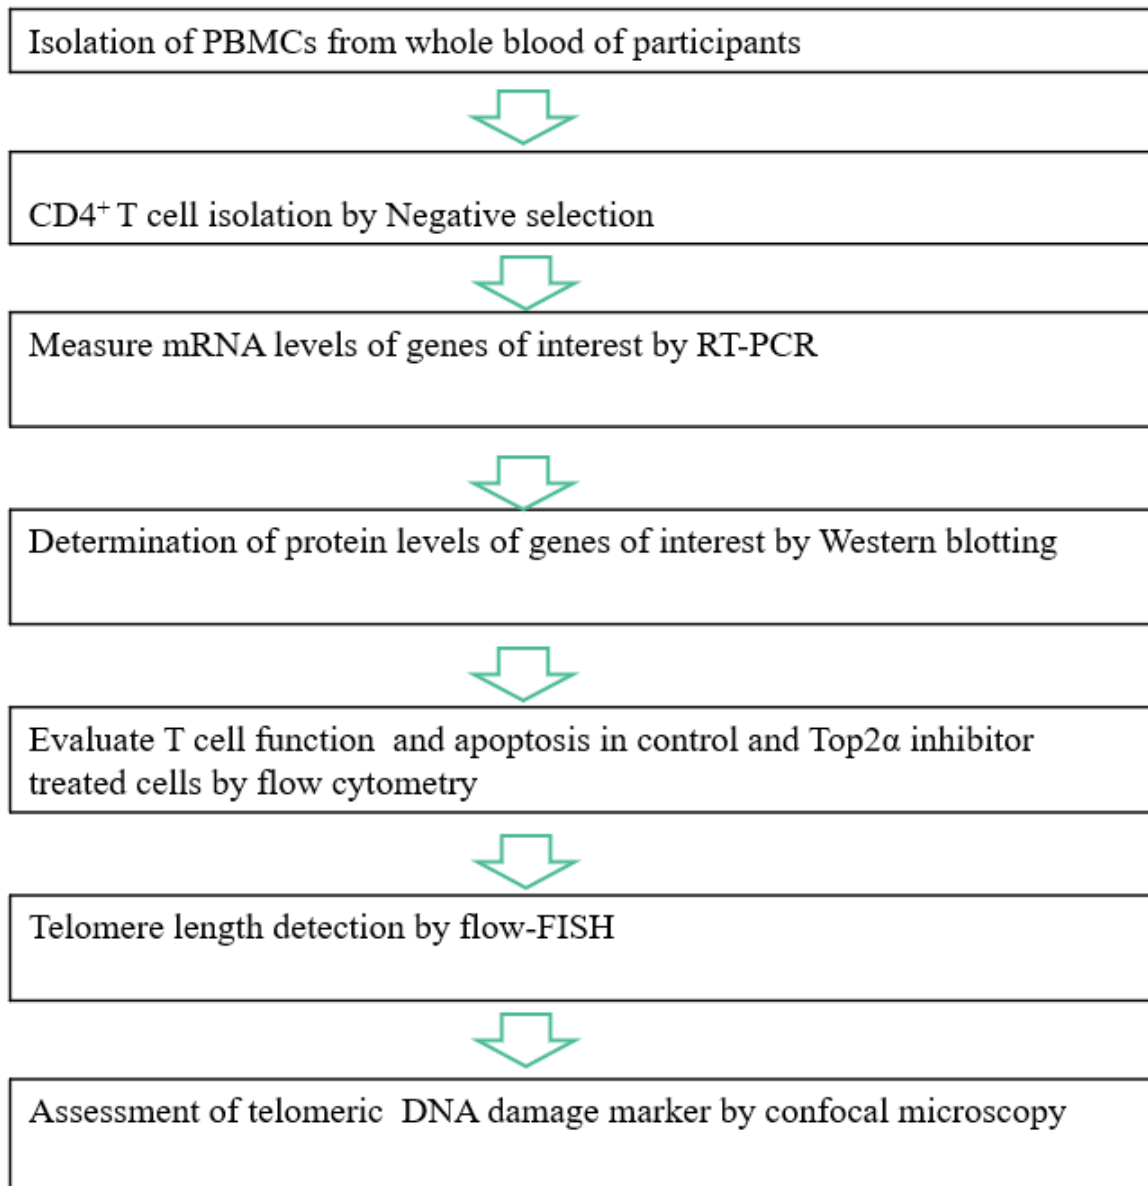 Isolation of PBMCs from whole blood of participants
CD4⁺ T cell isolation by Negative selection
Measure mRNA levels of genes of interest by RT-PCR
Determination of protein levels of genes of interest by Western blotting
Evaluate T cell function  and apoptosis in control and Top2α inhibitor
treated cells by flow cytometry
Telomere length detection by flow-FISH
Assessment of telomeric  DNA damage marker by confocal microscopy